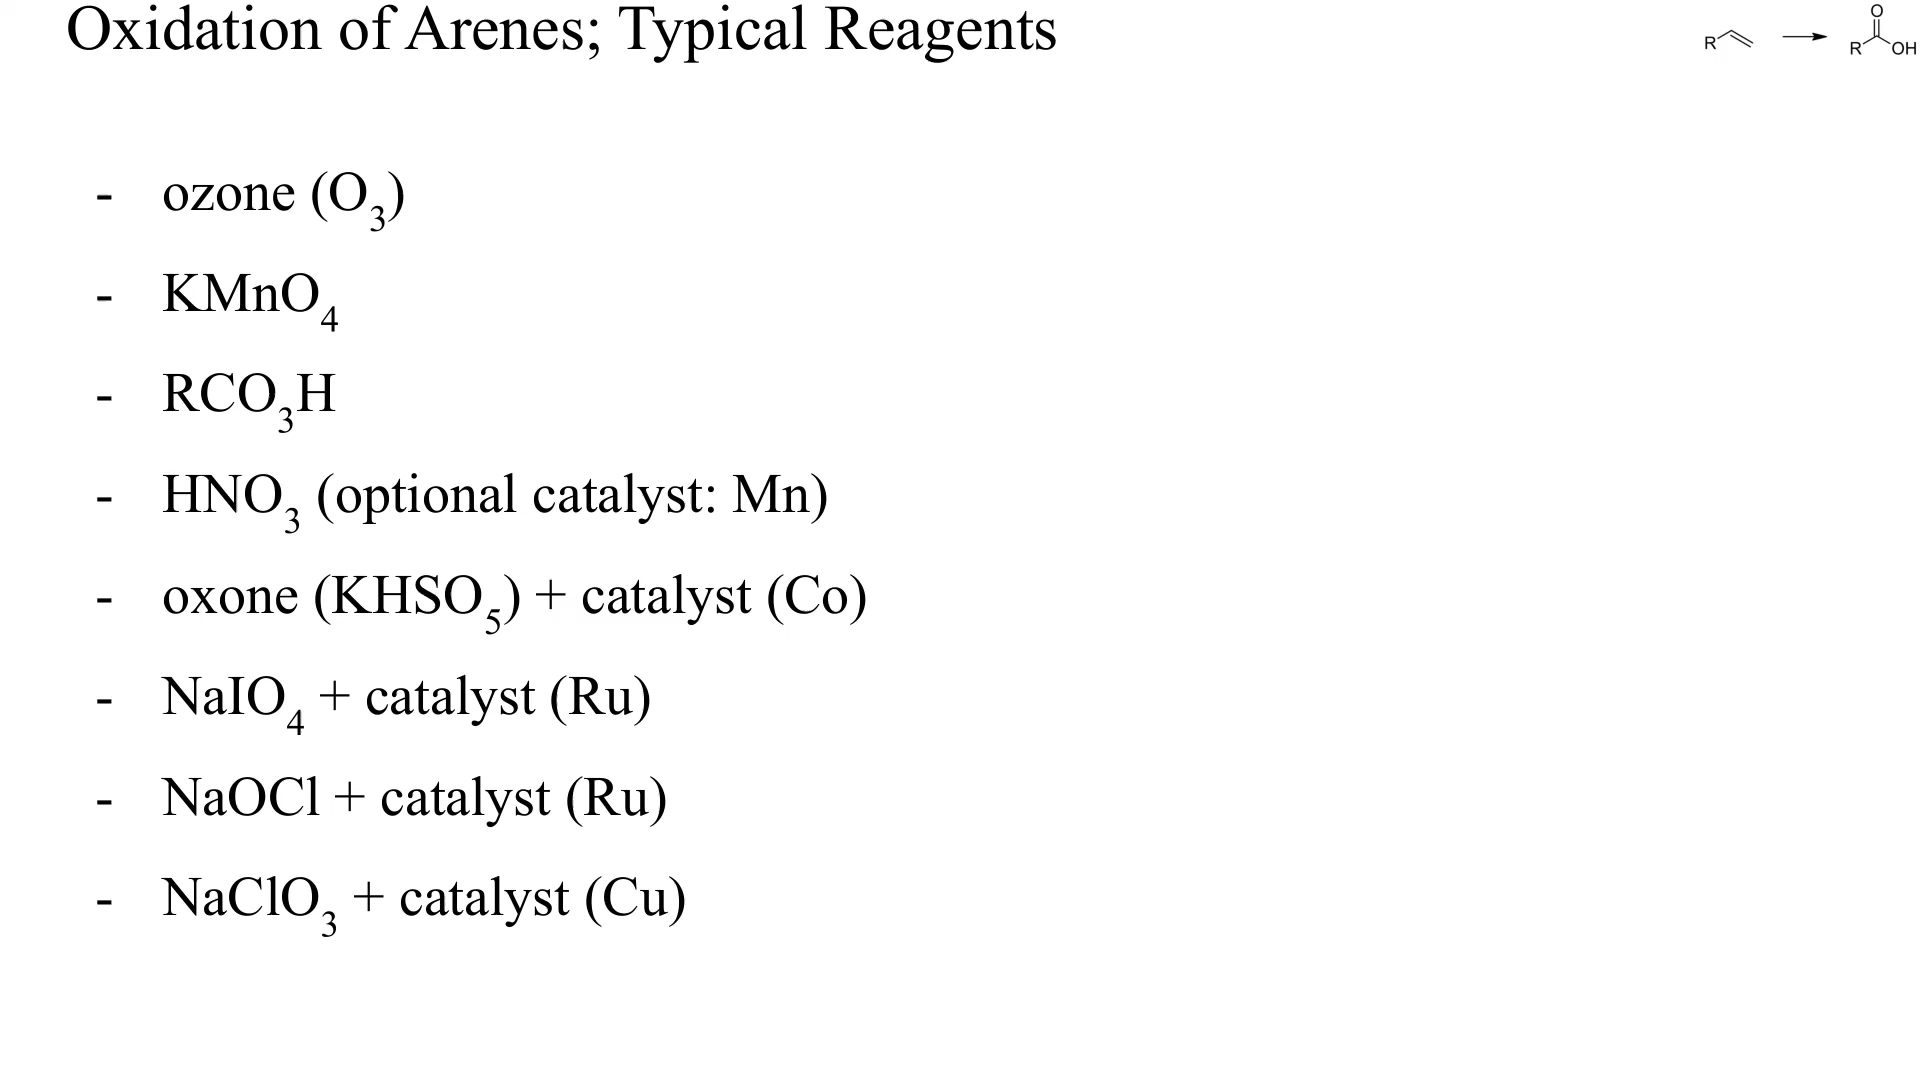 Oxidation of Arenes; Typical Reagents
R → R O OH
- ozone (O₃)
- KMnO₄
- RCO₃H
- HNO₃ (optional catalyst: Mn)
- oxone (KHSO₅) + catalyst (Co)
- NaIO₄ + catalyst (Ru)
- NaOCl + catalyst (Ru)
- NaClO₃ + catalyst (Cu)